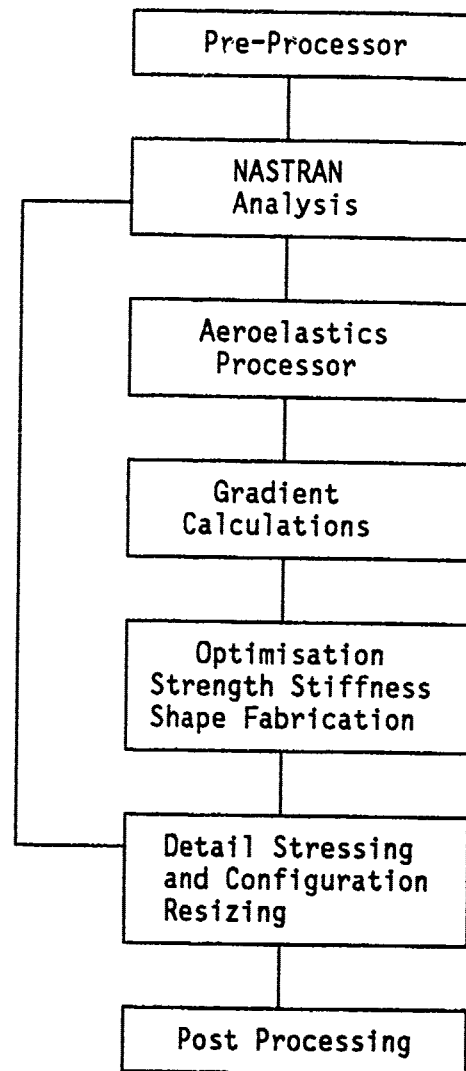 Pre-Processor
NASTRAN
Analysis
Aeroelastics
Processor
Gradient
Calculations
Optimisation
Strength Stiffness
Shape Fabrication
Detail Stressing
and Configuration
Resizing
Post Processing